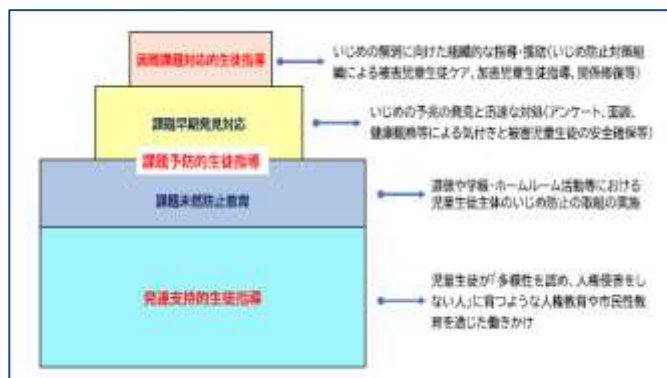 困難課題対応的生徒指導
いじめの解消に向けた組織的な指導・援助(いじめ防止対策組
織による被害児童生徒ケア、加害児童生徒指導、関係修復等)
課題早期発見対応
いじめの予兆の発見と迅速な対処(アンケート、面談、
健康観察等による気付きと被害児童生徒の安全確保等)
課題予防的生徒指導
課題未然防止教育
道徳や学級・ホームルーム活動等における
児童生徒主体のいじめ防止の取組の実施
発達支持的生徒指導
児童生徒が「多様性を認め、人権侵害を
しない人」に育つような人権教育や市民性教
育を通じた働きかけ